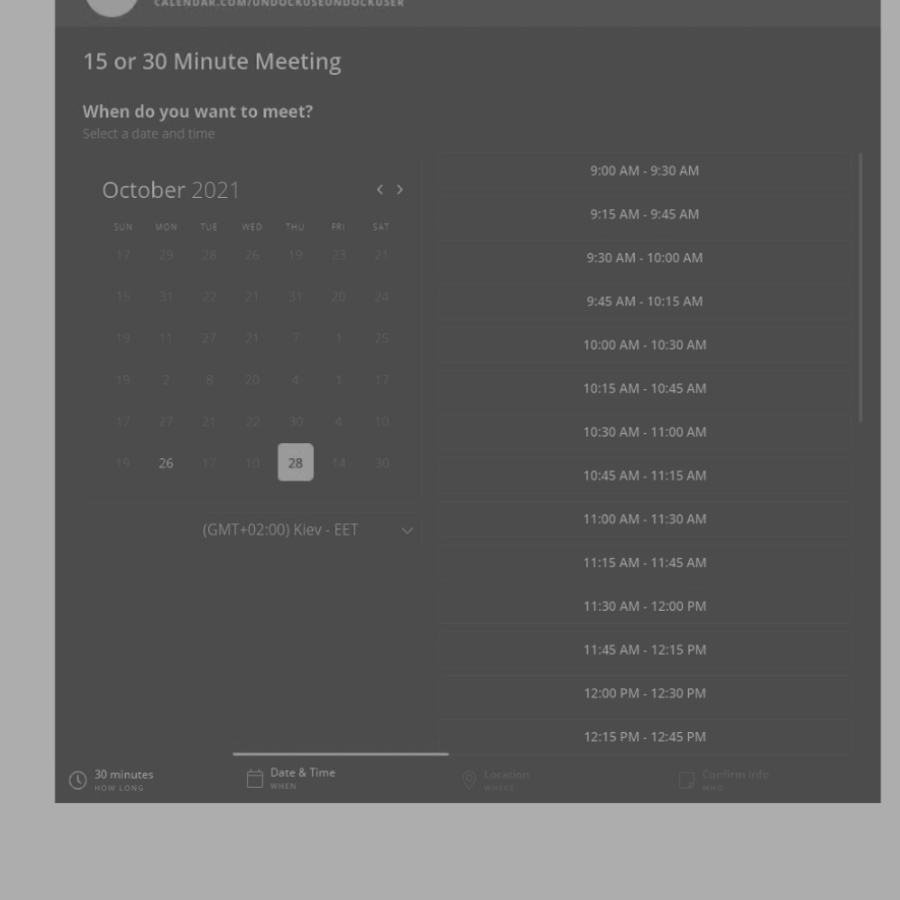 CALENDAR.COM/UNDOCKUSEUNDOCKUSER
15 or 30 Minute Meeting
When do you want to meet?
Select a date and time
October 2021
SUN MON TUE WED THU FRI SAT
17 29 28 26 19 23 21
15 31 22 21 31 20 24
19 11 27 21 7 1 25
19 2 8 20 4 1 17
17 27 21 22 30 4 10
19 26 17 10 28 14 30
(GMT+02:00) Kiev - EET
9:00 AM - 9:30 AM
9:15 AM - 9:45 AM
9:30 AM - 10:00 AM
9:45 AM - 10:15 AM
10:00 AM - 10:30 AM
10:15 AM - 10:45 AM
10:30 AM - 11:00 AM
10:45 AM - 11:15 AM
11:00 AM - 11:30 AM
11:15 AM - 11:45 AM
11:30 AM - 12:00 PM
11:45 AM - 12:15 PM
12:00 PM - 12:30 PM
12:15 PM - 12:45 PM
30 minutes
HOW LONG
Date & Time
WHEN
Location
WHERE
Confirm Info
WHO